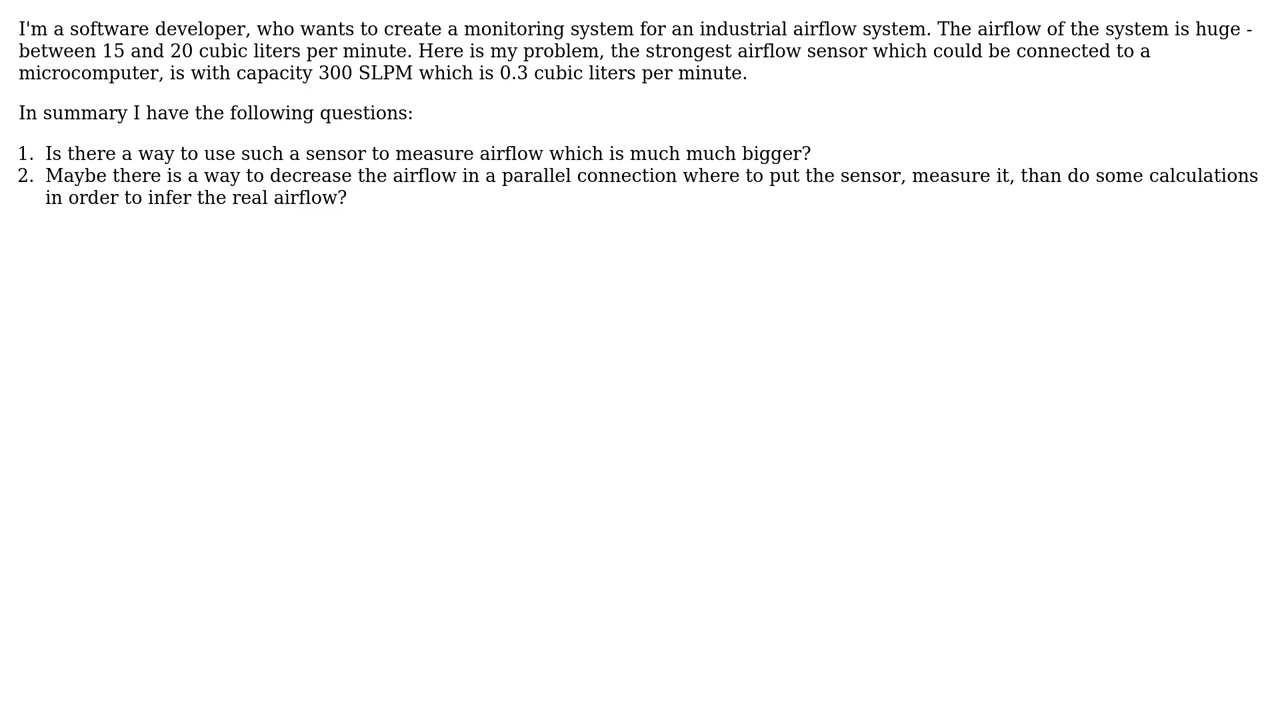 I'm a software developer, who wants to create a monitoring system for an industrial airflow system. The airflow of the system is huge -
between 15 and 20 cubic liters per minute. Here is my problem, the strongest airflow sensor which could be connected to a
microcomputer, is with capacity 300 SLPM which is 0.3 cubic liters per minute.
In summary I have the following questions:
1. Is there a way to use such a sensor to measure airflow which is much much bigger?
2. Maybe there is a way to decrease the airflow in a parallel connection where to put the sensor, measure it, than do some calculations
in order to infer the real airflow?